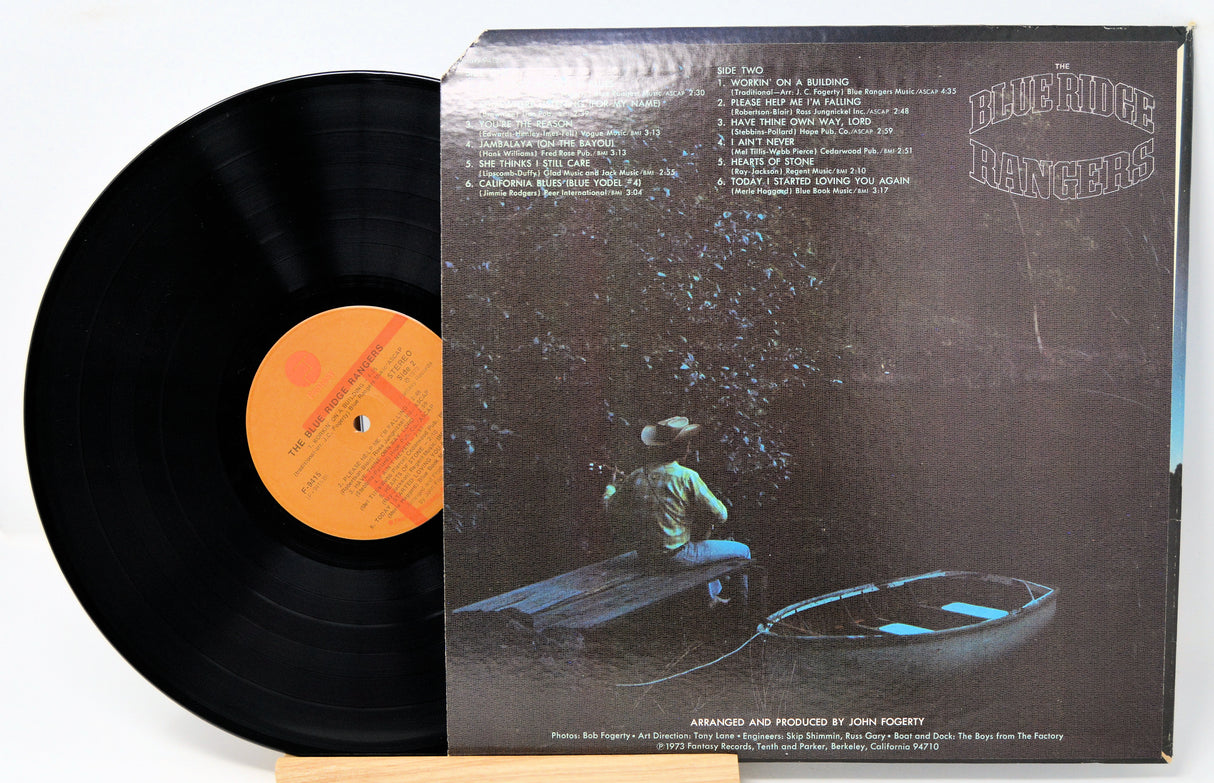 2:30
(FOR MY NAME)
3. YOU'RE THE REASON
(Edwards-Henley-Imes-Fell) Vogue Music/BMI 3:13
4. JAMBALAYA (ON THE BAYOU)
(Hank Williams) Fred Rose Pub./BMI 3:13
5. SHE THINKS I STILL CARE
(Lipscomb-Duffy) Glad Music and Jack Music/BMI 2:55
6. CALIFORNIA BLUES (BLUE YODEL #4)
(Jimmie Rodgers) Peer International/BMI 3:04
SIDE TWO
1. WORKIN' ON A BUILDING
(Traditional—Arr: J. C. Fogerty) Blue Rangers Music/ASCAP 4:35
2. PLEASE HELP ME I'M FALLING
(Robertson-Blair) Ross Jungnickel Inc./ASCAP 2:48
3. HAVE THINE OWN WAY, LORD
(Stebbins-Pollard) Hope Pub. Co./ASCAP 2:59
4. I AIN'T NEVER
(Mel Tillis-Webb Pierce) Cedarwood Pub./BMI 2:51
5. HEARTS OF STONE
(Ray-Jackson) Regent Music/BMI 2:10
6. TODAY I STARTED LOVING YOU AGAIN
(Merle Haggard) Blue Book Music/BMI 3:17
THE
BLUE RIDGE
RANGERS
THE BLUE RIDGE RANGERS
STEREO
Side 2
F-9415
ARRANGED AND PRODUCED BY JOHN FOGERTY
Photos: Bob Fogerty • Art Direction: Tony Lane • Engineers: Skip Shimmin, Russ Gary • Boat and Dock: The Boys from The Factory
℗ 1973 Fantasy Records, Tenth and Parker, Berkeley, California 94710